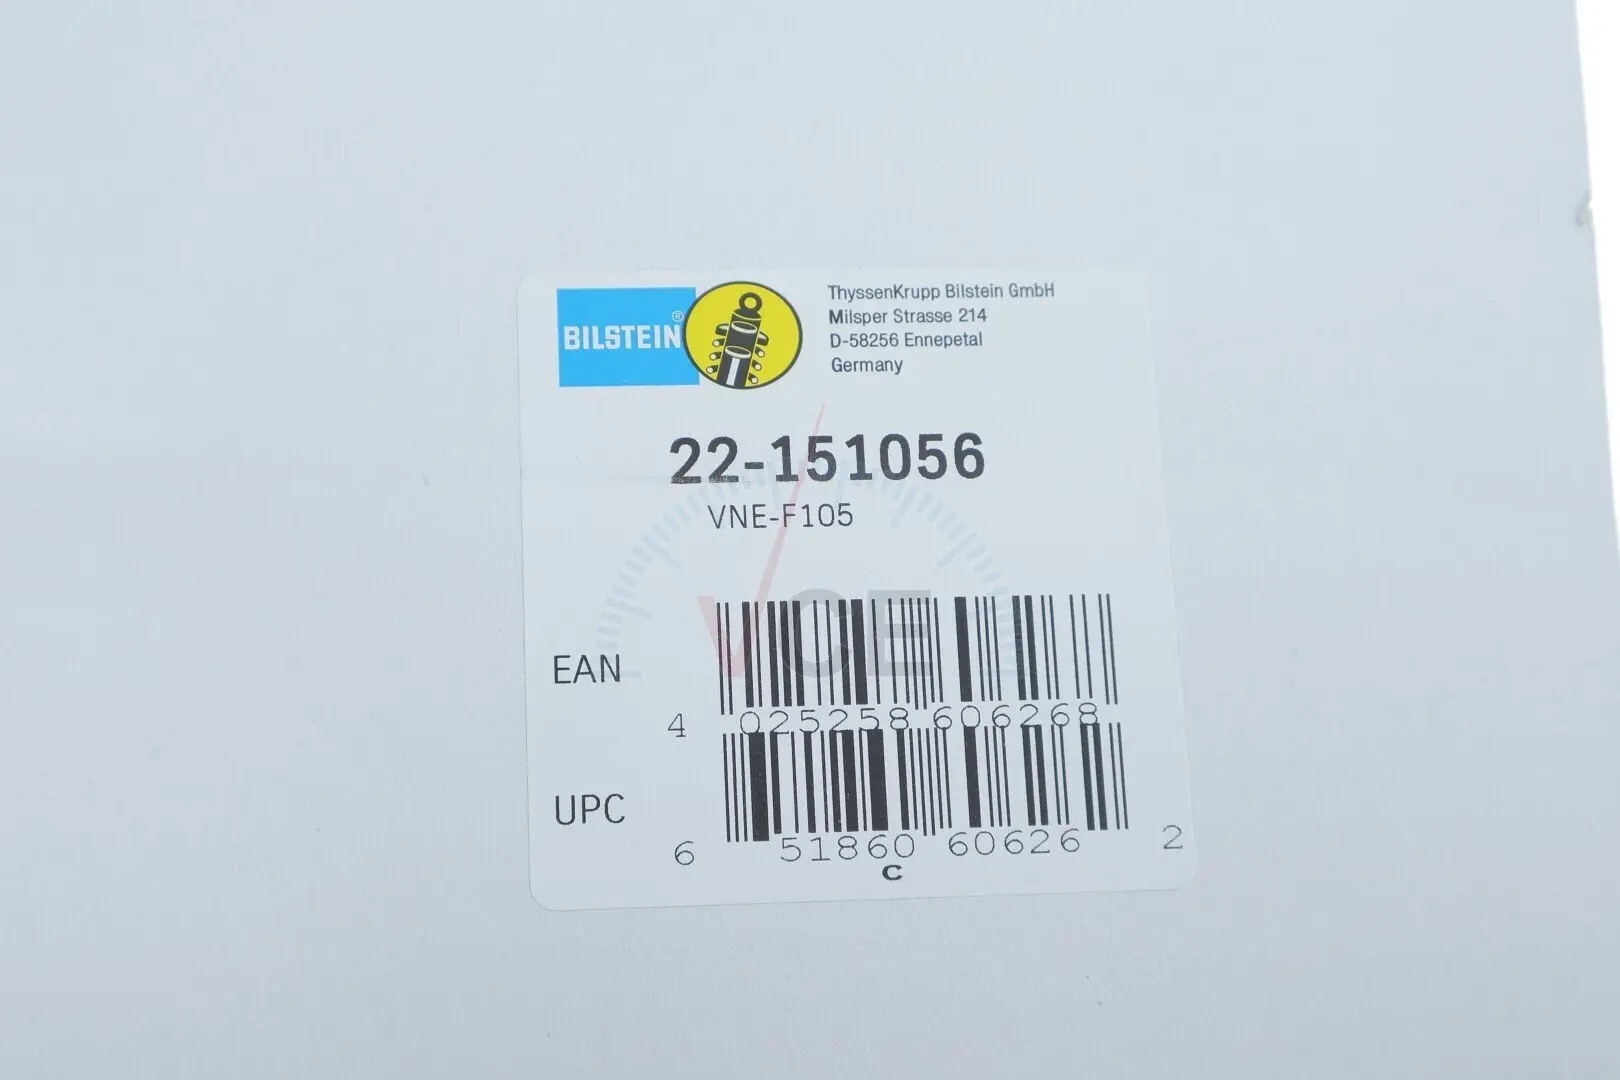 BILSTEIN®
ThyssenKrupp Bilstein GmbH
Milsper Strasse 214
D-58256 Ennepetal
Germany
22-151056
VNE-F105
VCE
EAN
4 025258 606268
UPC
6 51860 60626 2
C